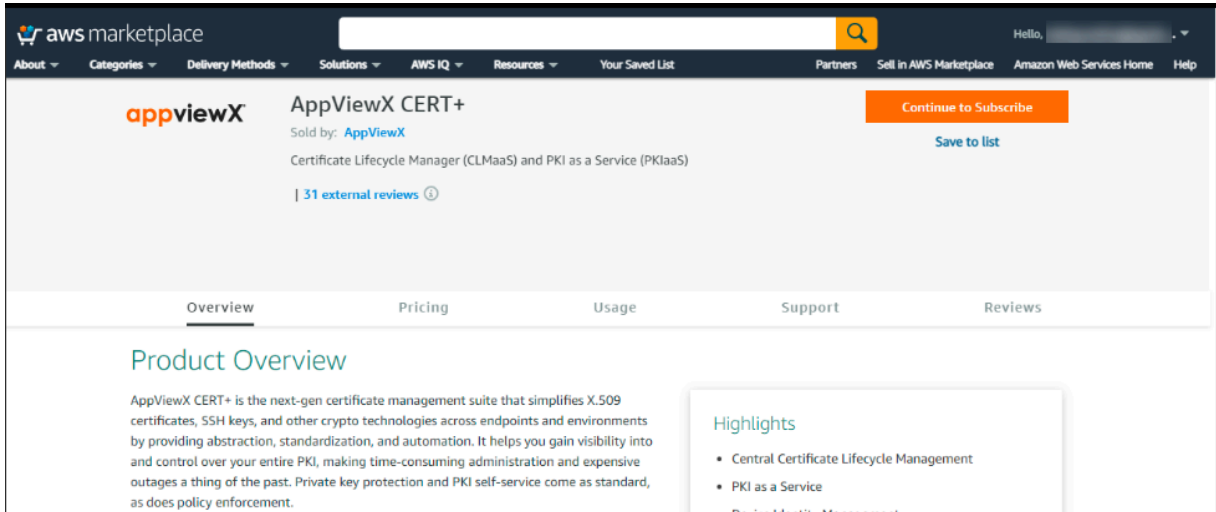 aws marketplace
Hello,
About Categories Delivery Methods Solutions AWS IQ Resources Your Saved List Partners Sell in AWS Marketplace Amazon Web Services Home Help
appviewX
AppViewX CERT+
Continue to Subscribe
Sold by: AppViewX
Save to list
Certificate Lifecycle Manager (CLMaaS) and PKI as a Service (PKIaaS)
| 31 external reviews
Overview Pricing Usage Support Reviews
Product Overview
AppViewX CERT+ is the next-gen certificate management suite that simplifies X.509
certificates, SSH keys, and other crypto technologies across endpoints and environments
by providing abstraction, standardization, and automation. It helps you gain visibility into
and control over your entire PKI, making time-consuming administration and expensive
outages a thing of the past. Private key protection and PKI self-service come as standard,
as does policy enforcement.
Highlights
• Central Certificate Lifecycle Management
• PKI as a Service